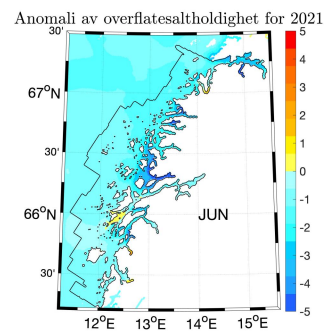 Anomali av overflatesaltholdighet for 2021
30'
67°N
30'
66°N
30'
12°E
13°E
14°E
15°E
JUN
5
4
3
2
1
0
-1
-2
-3
-4
-5